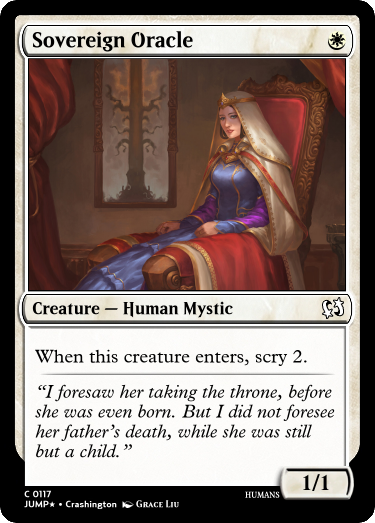 Sovereign Oracle
Creature — Human Mystic
When this creature enters, scry 2.
“I foresaw her taking the throne, before
she was even born. But I did not foresee
her father’s death, while she was still
but a child.”
1/1
C 0117
JUMP★ • Crashington Grace Liu
HUMANS